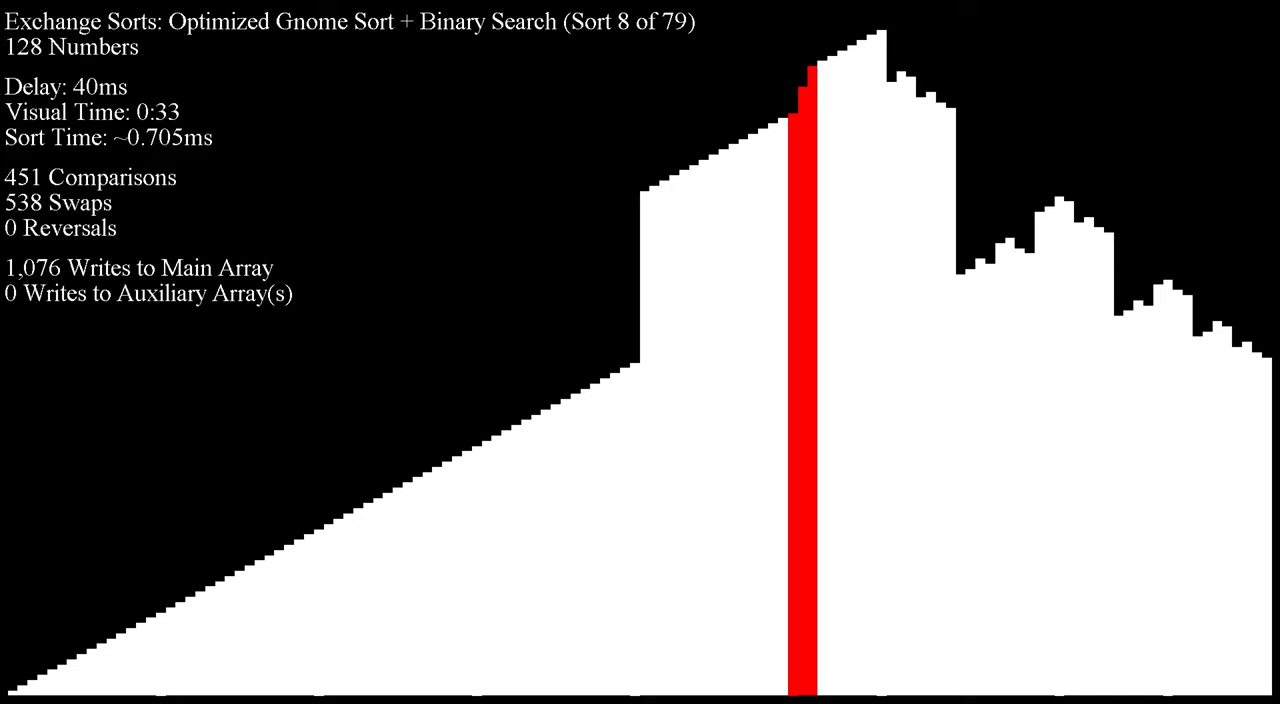 Exchange Sorts: Optimized Gnome Sort + Binary Search (Sort 8 of 79)
128 Numbers
Delay: 40ms
Visual Time: 0:33
Sort Time: ~0.705ms
451 Comparisons
538 Swaps
0 Reversals
1,076 Writes to Main Array
0 Writes to Auxiliary Array(s)